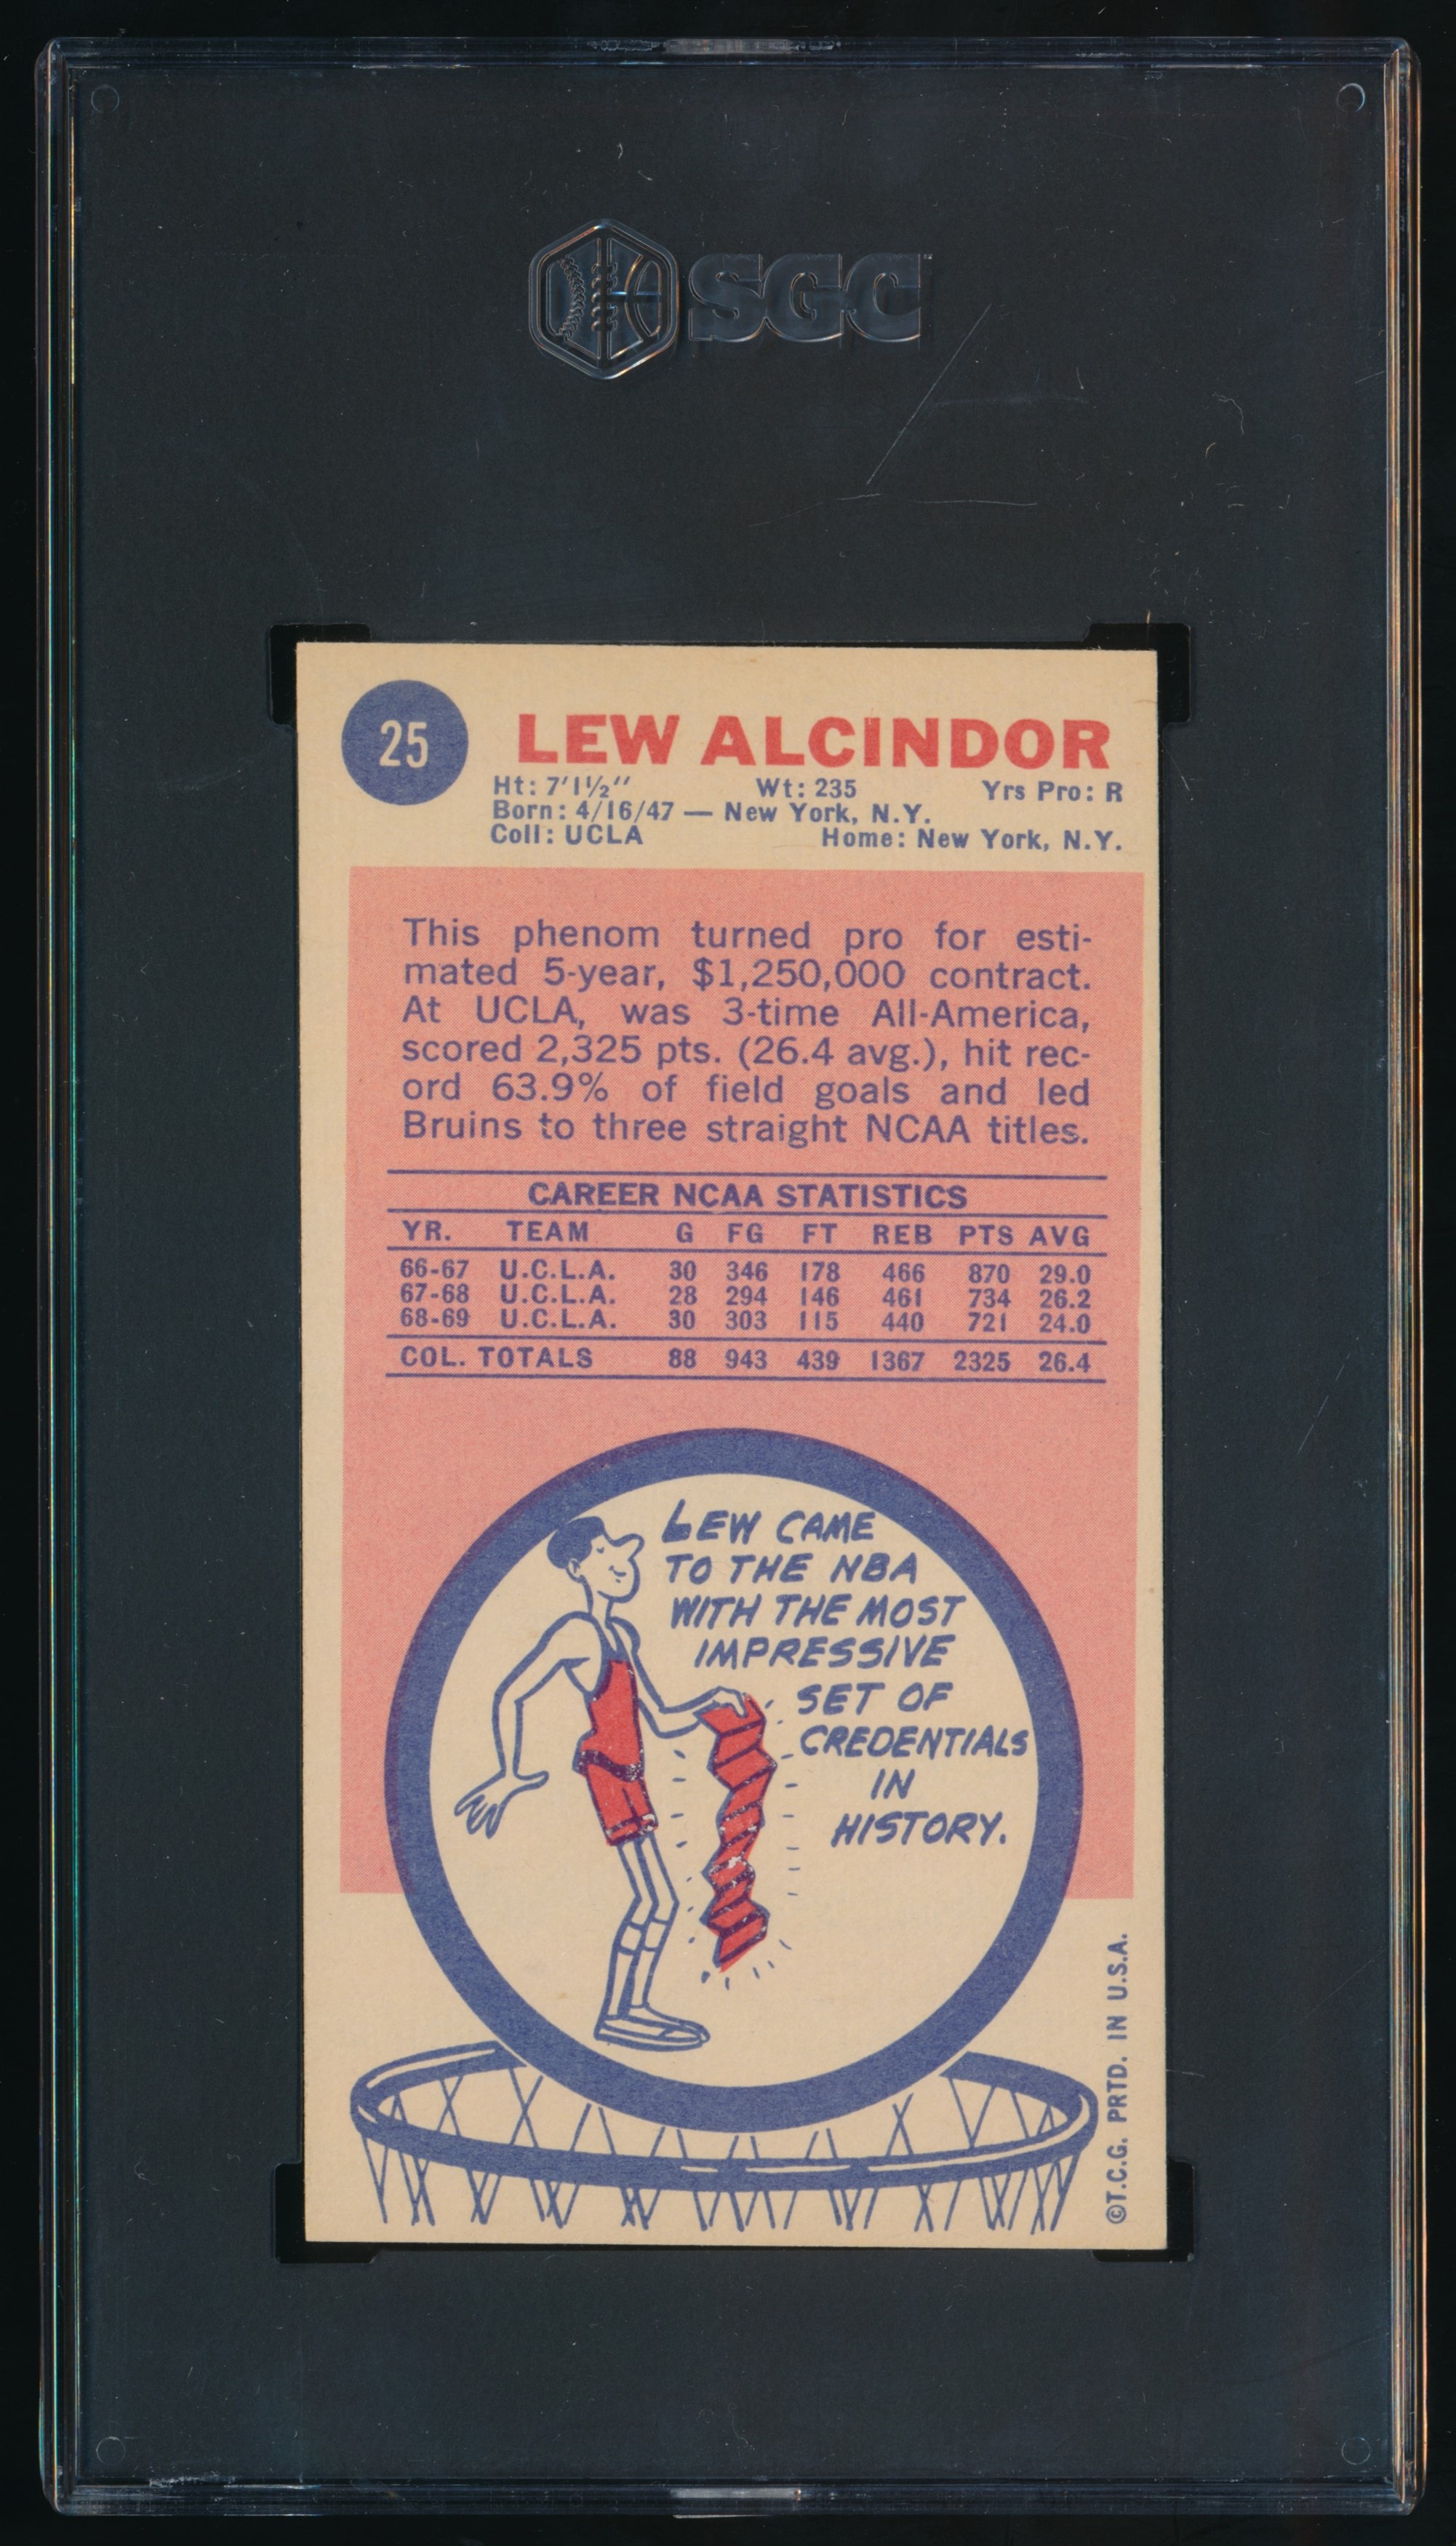 SGC
25
LEW ALCINDOR
Ht: 7'1½'' Wt: 235 Yrs Pro: R
Born: 4/16/47 — New York, N.Y.
Coll: UCLA Home: New York, N.Y.
This phenom turned pro for esti-
mated 5-year, $1,250,000 contract.
At UCLA, was 3-time All-America,
scored 2,325 pts. (26.4 avg.), hit rec-
ord 63.9% of field goals and led
Bruins to three straight NCAA titles.
CAREER NCAA STATISTICS
YR. TEAM G FG FT REB PTS AVG
66-67 U.C.L.A. 30 346 178 466 870 29.0
67-68 U.C.L.A. 28 294 146 461 734 26.2
68-69 U.C.L.A. 30 303 115 440 721 24.0
COL. TOTALS 88 943 439 1367 2325 26.4
LEW CAME
TO THE NBA
WITH THE MOST
IMPRESSIVE
SET OF
CREDENTIALS
IN
HISTORY.
©T.C.G. PRTD. IN U.S.A.